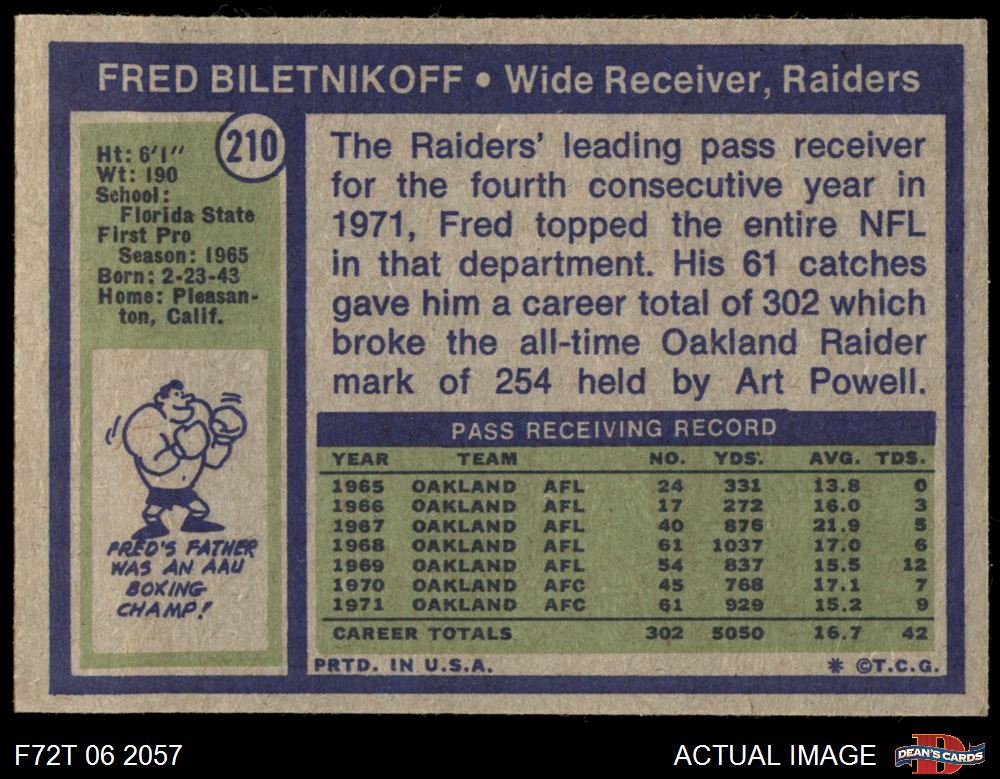 FRED BILETNIKOFF • Wide Receiver, Raiders
210
Ht: 6'1"
Wt: 190
School:
Florida State
First Pro
Season: 1965
Born: 2-23-43
Home: Pleasan-
ton, Calif.
FRED'S FATHER
WAS AN AAU
BOXING
CHAMP!
The Raiders' leading pass receiver
for the fourth consecutive year in
1971, Fred topped the entire NFL
in that department. His 61 catches
gave him a career total of 302 which
broke the all-time Oakland Raider
mark of 254 held by Art Powell.
PASS RECEIVING RECORD
YEAR TEAM NO. YDS. AVG. TDS.
1965 OAKLAND AFL 24 331 13.8 0
1966 OAKLAND AFL 17 272 16.0 3
1967 OAKLAND AFL 40 876 21.9 5
1968 OAKLAND AFL 61 1037 17.0 6
1969 OAKLAND AFL 54 837 15.5 12
1970 OAKLAND AFC 45 768 17.1 7
1971 OAKLAND AFC 61 929 15.2 9
CAREER TOTALS 302 5050 16.7 42
PRTD. IN U.S.A. * ©T.C.G.
F72T 06 2057 ACTUAL IMAGE D DEAN'S CARDS